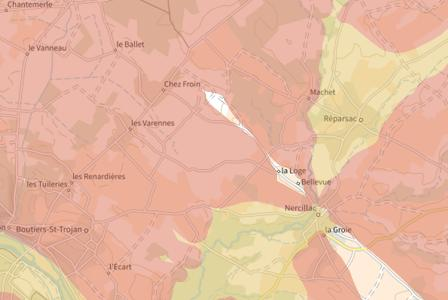 Chantemerle
le Vanneau
le Ballet
Chez Froin
Machet
Réparsac
les Varennes
la Loge
Bellevue
les Renardières
les Tuileries
Nercillac
Boutiers-St-Trojan
la Groie
l'Écart